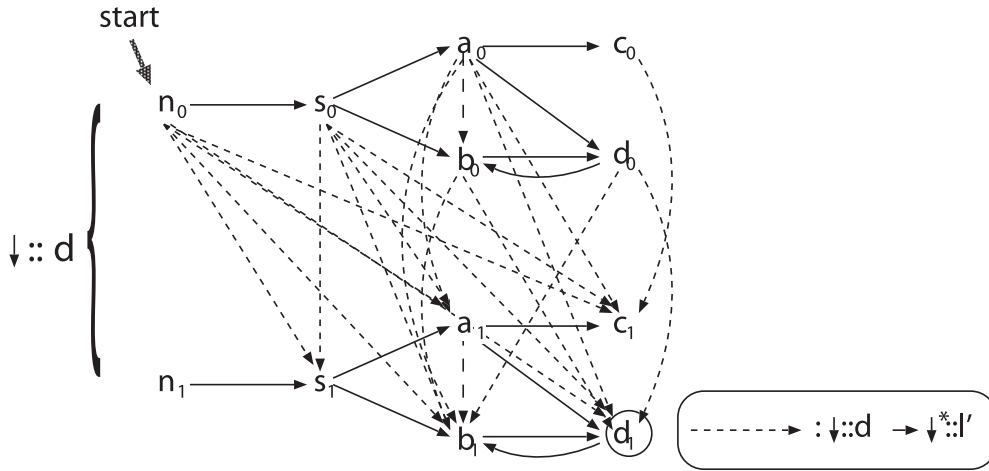 start
a₀ c₀
n₀ s₀
b₀ d₀
↓ :: d
a₁ c₁
n₁ s₁
b₁ d₁
: ↓::d → ↓*::l'